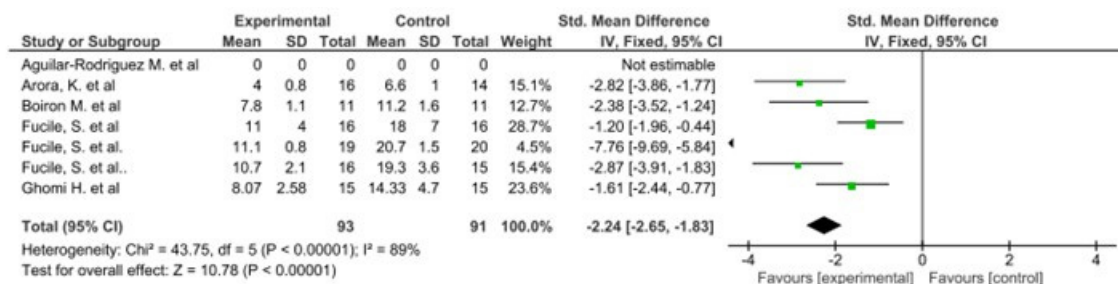 Experimental Control Std. Mean Difference Std. Mean Difference
Study or Subgroup Mean SD Total Mean SD Total Weight IV, Fixed, 95% CI IV, Fixed, 95% CI
Aguilar-Rodriguez M. et al 0 0 0 0 0 0 Not estimable
Arora, K. et al 4 0.8 16 6.6 1 14 15.1% -2.82 [-3.86, -1.77]
Boiron M. et al 7.8 1.1 11 11.2 1.6 11 12.7% -2.38 [-3.52, -1.24]
Fucile, S. et al 11 4 16 18 7 16 28.7% -1.20 [-1.96, -0.44]
Fucile, S. et al. 11.1 0.8 19 20.7 1.5 20 4.5% -7.76 [-9.69, -5.84]
Fucile, S. et al.. 10.7 2.1 16 19.3 3.6 15 15.4% -2.87 [-3.91, -1.83]
Ghomi H. et al 8.07 2.58 15 14.33 4.7 15 23.6% -1.61 [-2.44, -0.77]
Total (95% CI) 93 91 100.0% -2.24 [-2.65, -1.83]
Heterogeneity: Chi² = 43.75, df = 5 (P < 0.00001); I² = 89%
Test for overall effect: Z = 10.78 (P < 0.00001)
-4 -2 0 2 4
Favours [experimental] Favours [control]